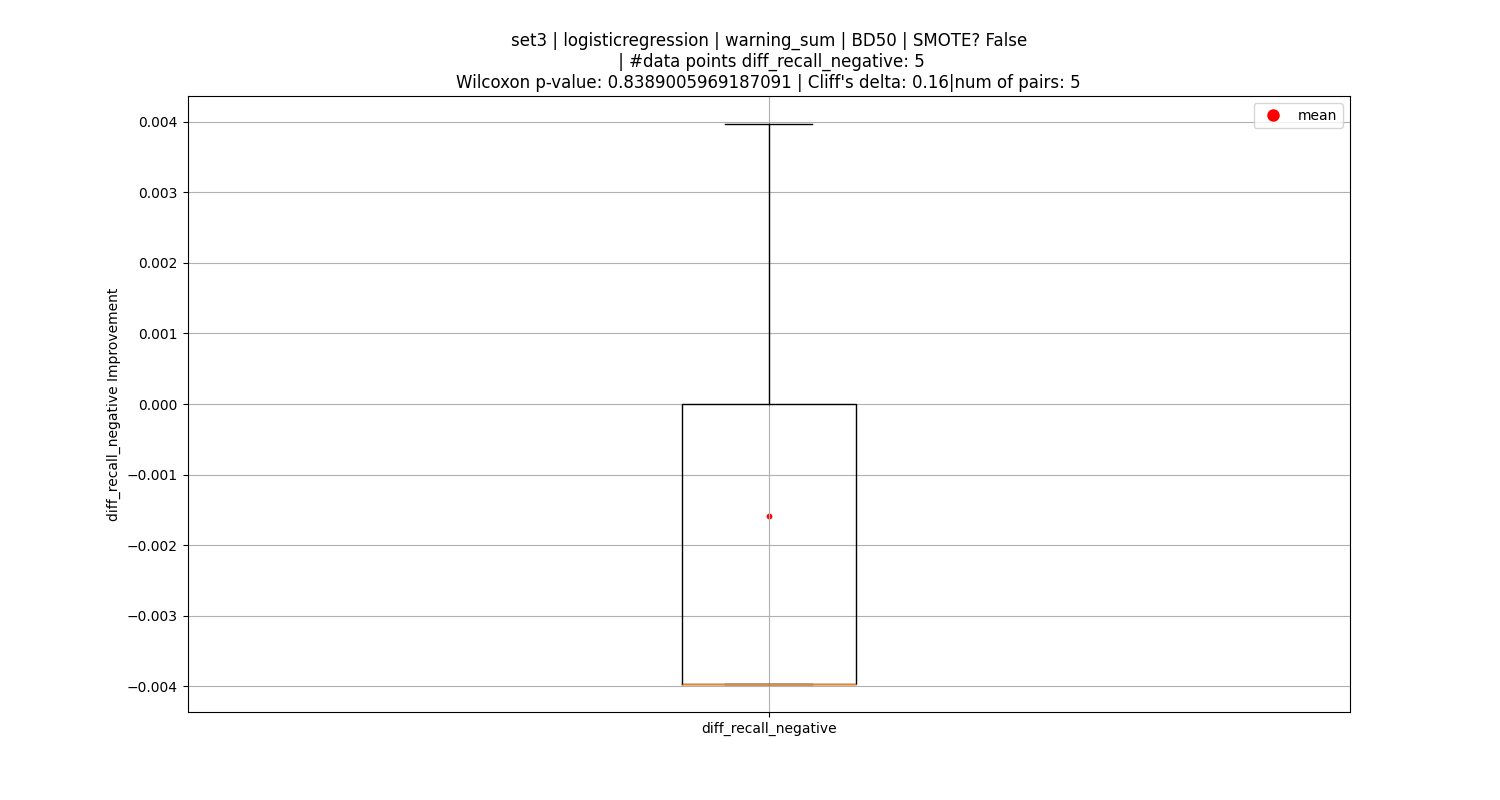 set3 | logisticregression | warning_sum | BD50 | SMOTE? False
| #data points diff_recall_negative: 5
Wilcoxon p-value: 0.8389005969187091 | Cliff's delta: 0.16|num of pairs: 5
mean
0.004
0.003
0.002
0.001
0.000
−0.001
−0.002
−0.003
−0.004
diff_recall_negative Improvement
diff_recall_negative